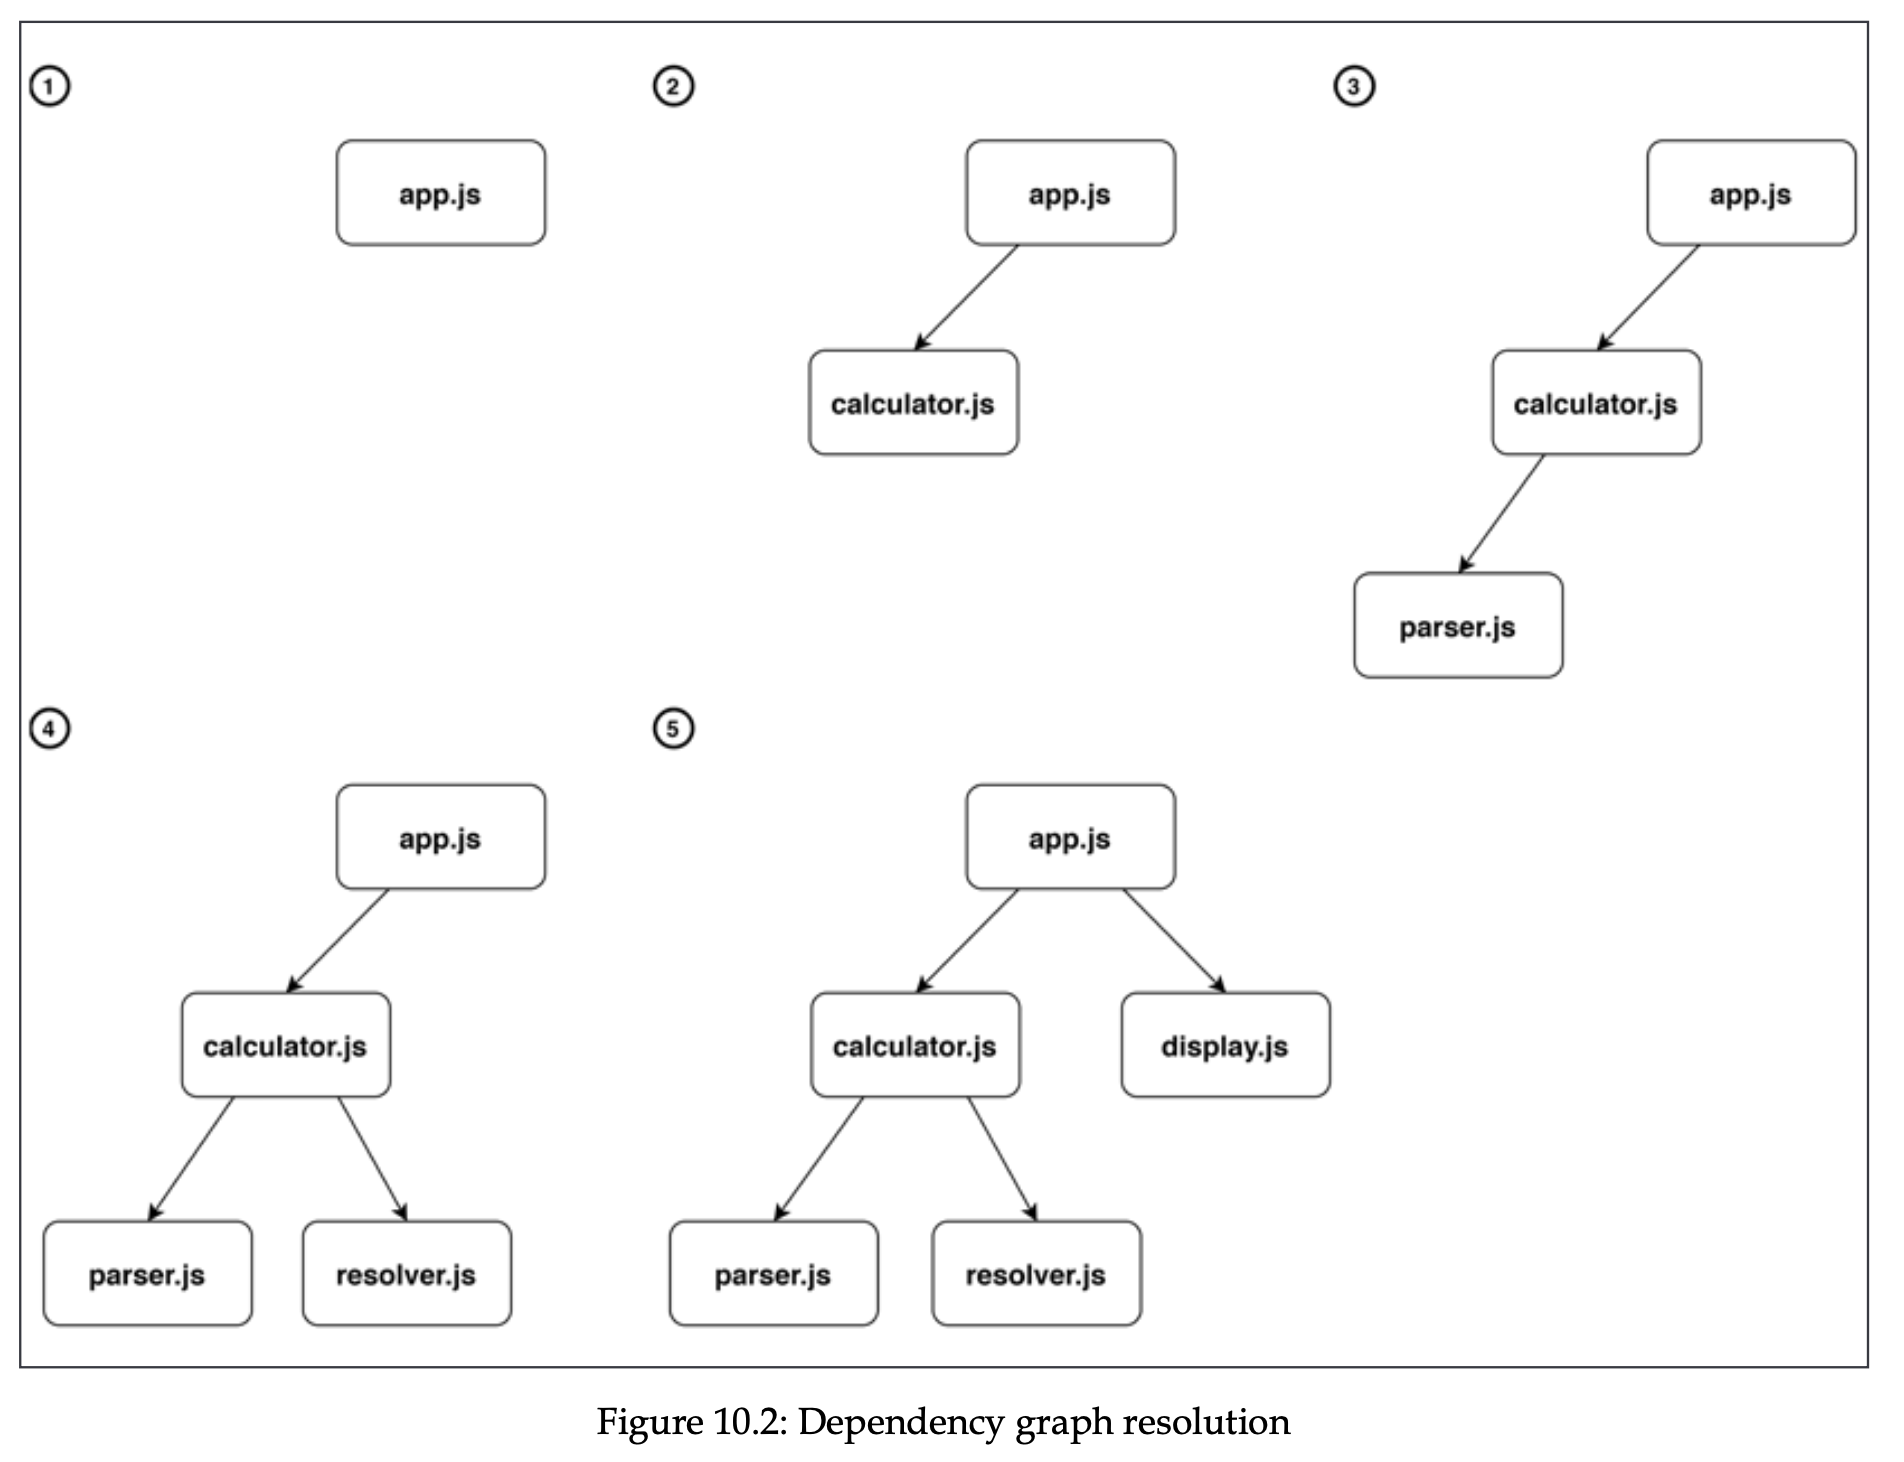 1
2
3
app.js
app.js
app.js
calculator.js
calculator.js
parser.js
4
5
app.js
app.js
calculator.js
calculator.js
display.js
parser.js
resolver.js
parser.js
resolver.js
Figure 10.2: Dependency graph resolution